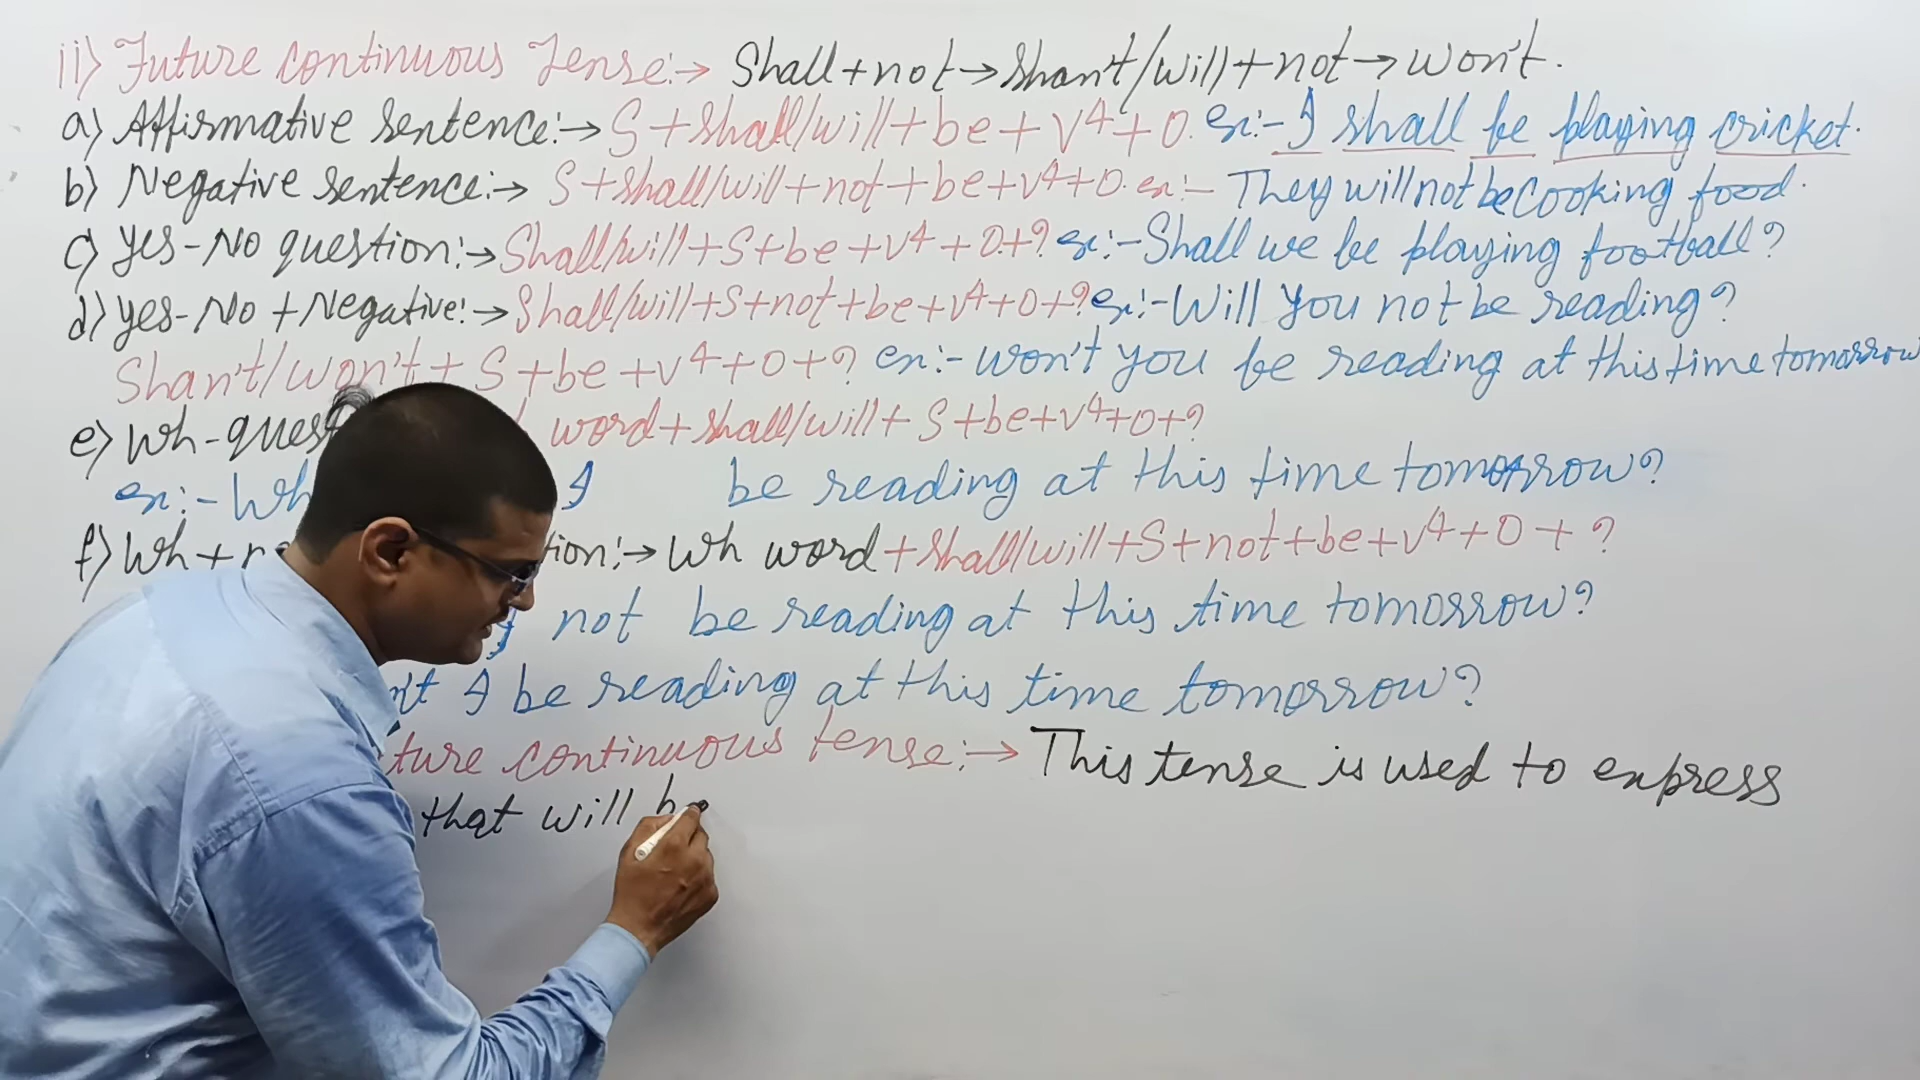 ii) Future continuous Tense:→ Shall+not→Shan't/will+not→won't.
a) Affirmative sentence:→ S+shall/will+be+V4+O. ex:- I shall be playing cricket.
b) Negative sentence:→ S+shall/will+not+be+V4+O. ex:- They will not be cooking food.
c) Yes-No question:→ Shall/will+S+be+V4+O+? ex:- Shall we be playing football?
d) Yes-No+Negative:→ Shall/will+S+not+be+V4+O+? ex:- Will you not be reading?
Shan't/won't+S+be+V4+O+? ex:- won't you be reading at this time tomorrow
e) Wh- word+shall/will+S+be+V4+O+?
ex:- I be reading at this time tomorrow?
f) Wh+ Wh word+shall/will+S+not+be+V4+O+?
I not be reading at this time tomorrow?
I be reading at this time tomorrow?
continuous tense:→ This tense is used to express
that will